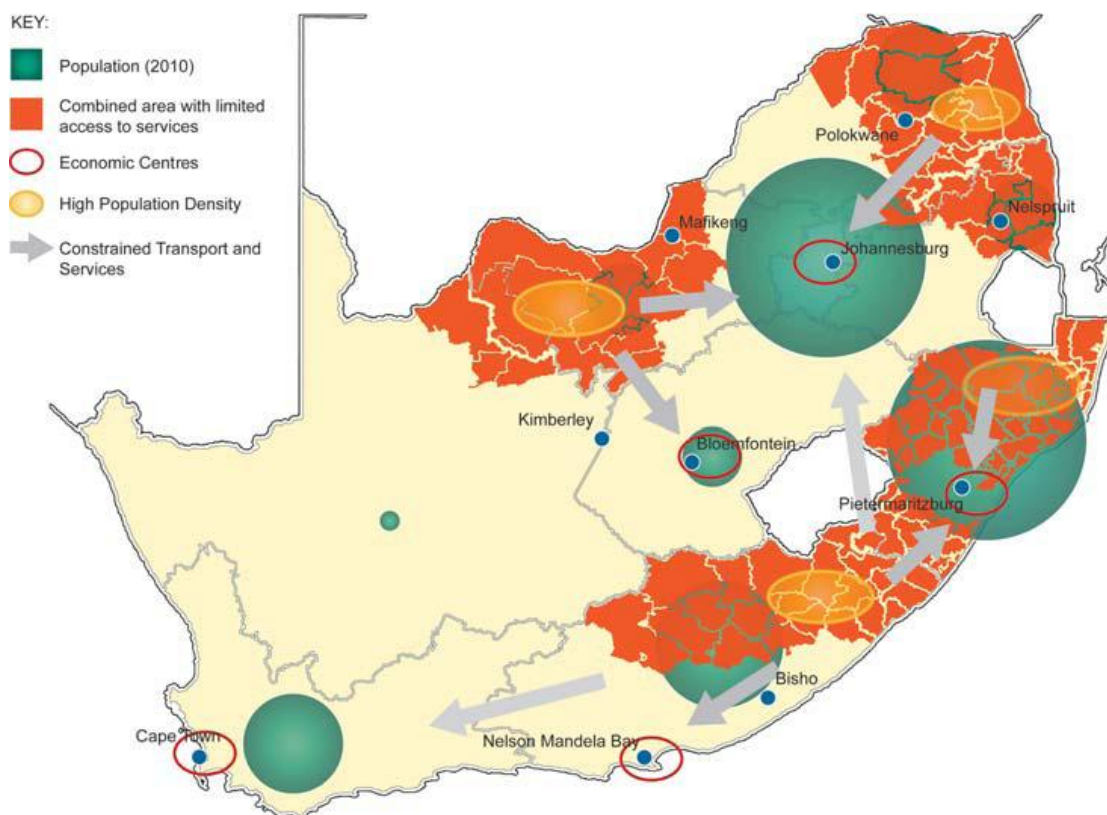 KEY:
Population (2010)
Combined area with limited
access to services
Economic Centres
High Population Density
Constrained Transport and
Services
Polokwane
Nelspruit
Mafikeng
Johannesburg
Kimberley
Bloemfontein
Pietermaritzburg
Bisho
Cape Town
Nelson Mandela Bay